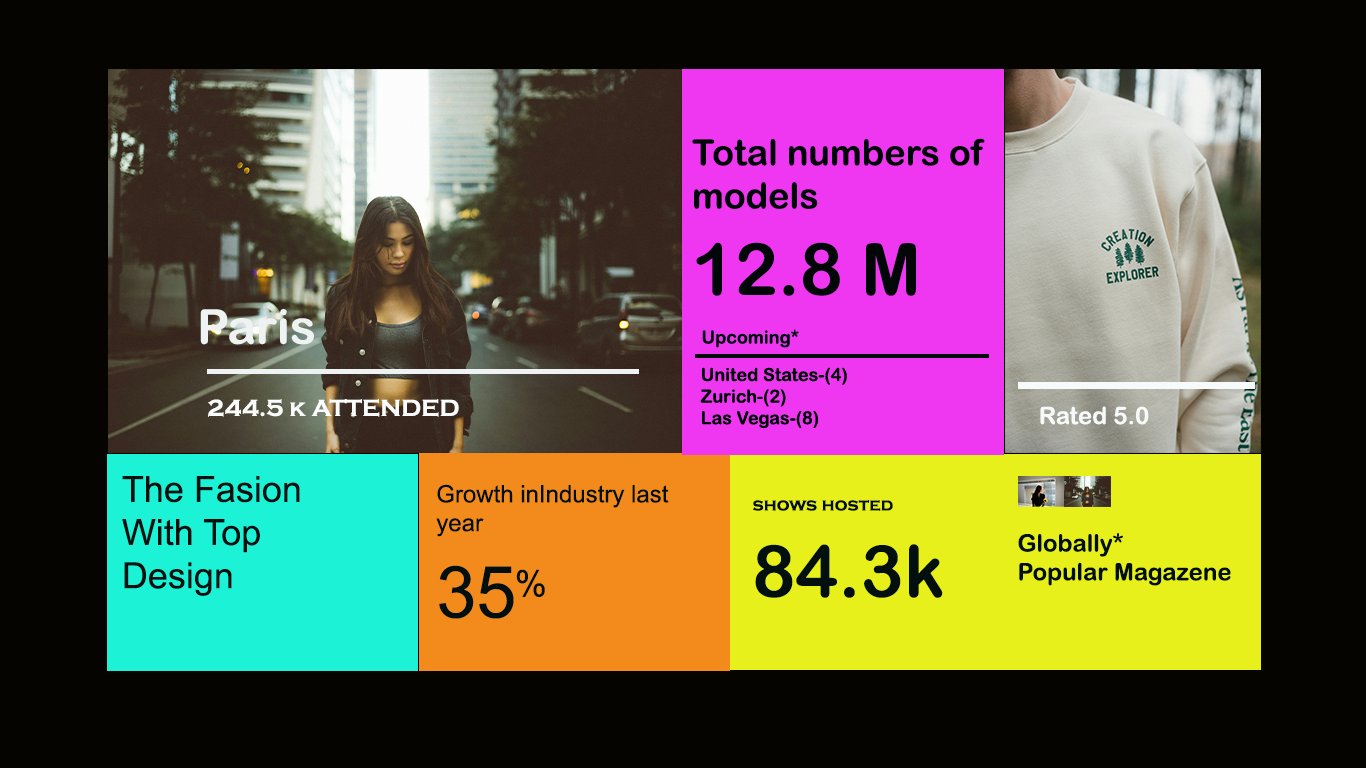 Paris
244.5 K ATTENDED
Total numbers of
models
12.8 M
Upcoming*
United States-(4)
Zurich-(2)
Las Vegas-(8)
CREATION
EXPLORER
Rated 5.0
The Fasion
With Top
Design
Growth inIndustry last
year
35%
SHOWS HOSTED
84.3k
Globally*
Popular Magazene